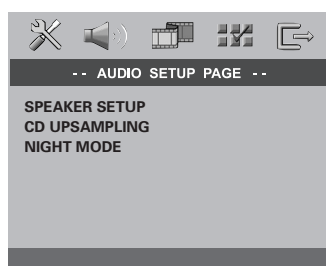 -- AUDIO SETUP PAGE --
SPEAKER SETUP
CD UPSAMPLING
NIGHT MODE